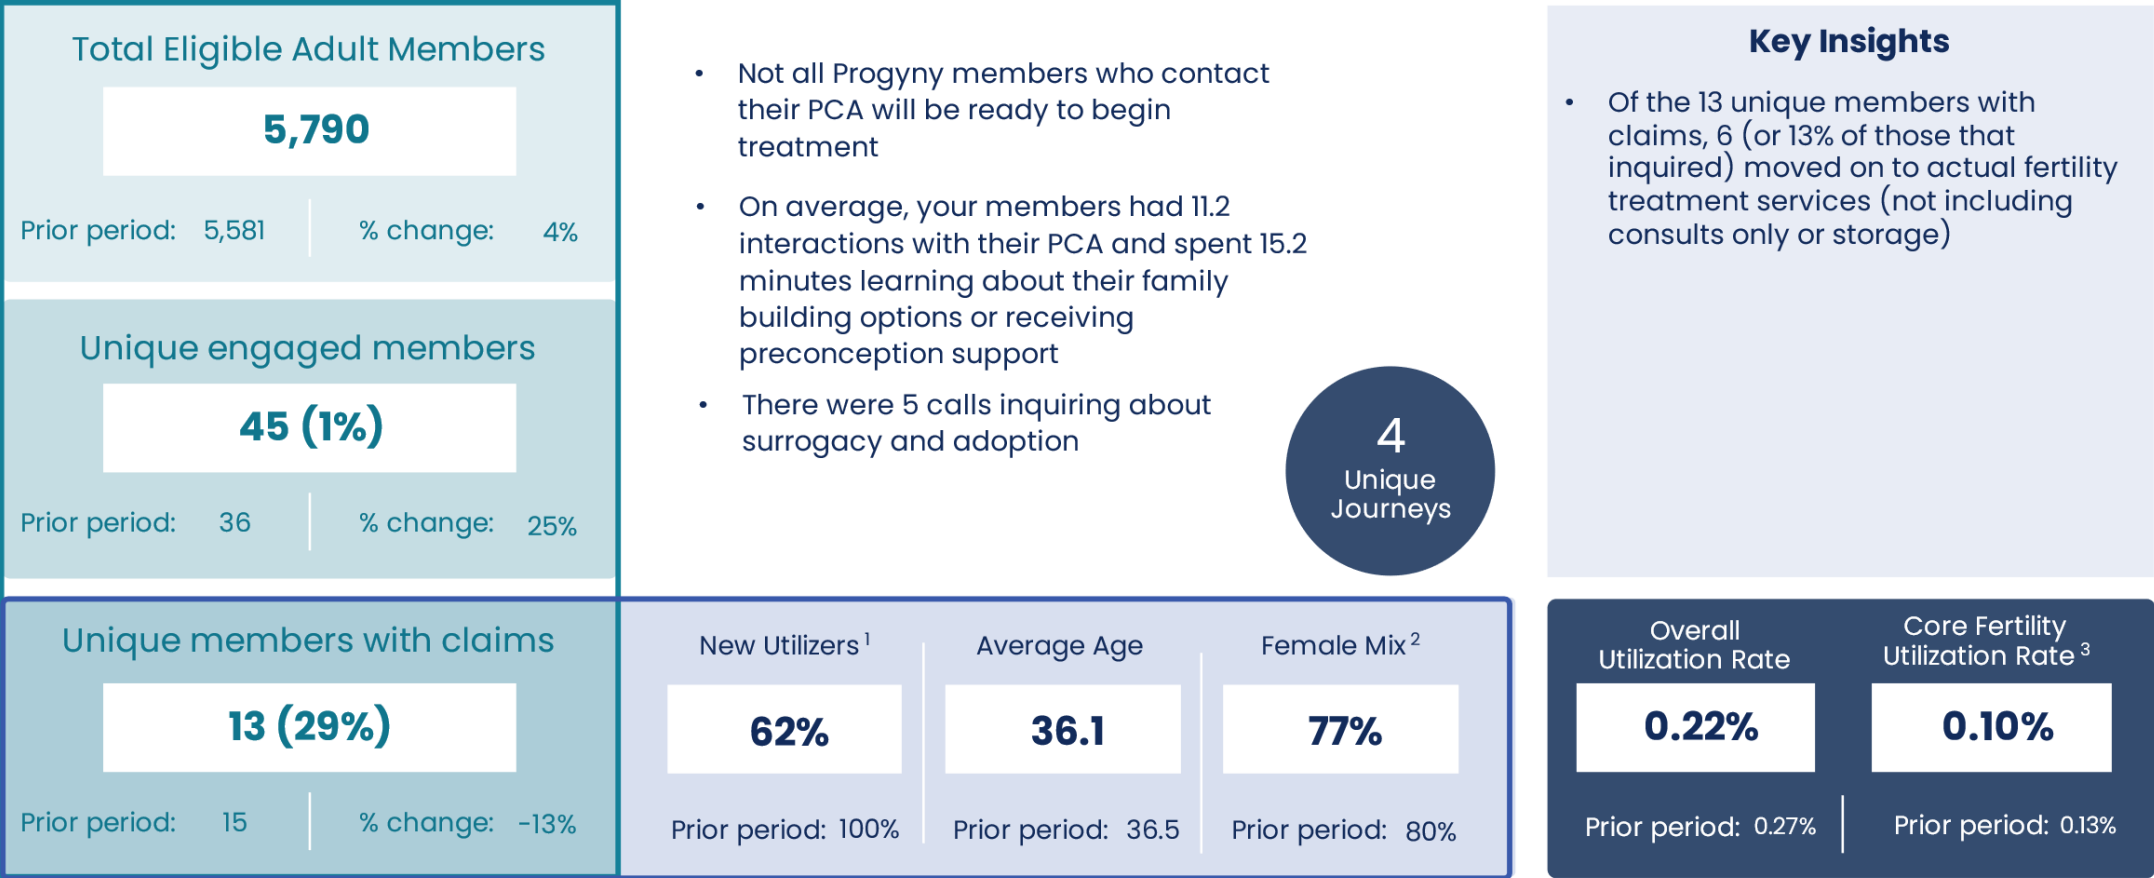 Total Eligible Adult Members
5,790
Prior period: 5,581 % change: 4%
Unique engaged members
45 (1%)
Prior period: 36 % change: 25%
Unique members with claims
13 (29%)
Prior period: 15 % change: -13%
• Not all Progyny members who contact
their PCA will be ready to begin
treatment
• On average, your members had 11.2
interactions with their PCA and spent 15.2
minutes learning about their family
building options or receiving
preconception support
• There were 5 calls inquiring about
surrogacy and adoption
4
Unique
Journeys
New Utilizers 1
62%
Prior period: 100%
Average Age
36.1
Prior period: 36.5
Female Mix 2
77%
Prior period: 80%
Key Insights
• Of the 13 unique members with
claims, 6 (or 13% of those that
inquired) moved on to actual fertility
treatment services (not including
consults only or storage)
Overall
Utilization Rate
0.22%
Prior period: 0.27%
Core Fertility
Utilization Rate 3
0.10%
Prior period: 0.13%